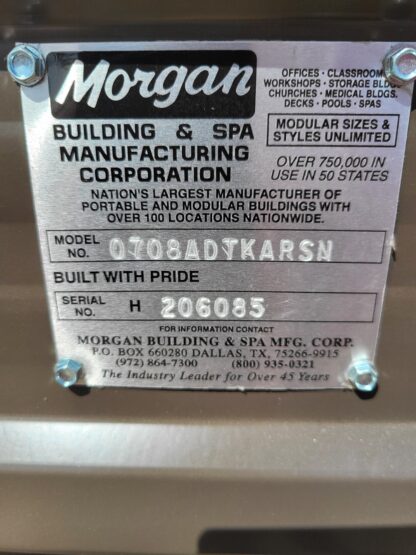 Morgan
OFFICES · CLASSROOMS
WORKSHOPS · STORAGE BLDGS.
CHURCHES · MEDICAL BLDGS.
DECKS · POOLS · SPAS
MODULAR SIZES &
STYLES UNLIMITED
BUILDING & SPA
MANUFACTURING
CORPORATION
OVER 750,000 IN
USE IN 50 STATES
NATION'S LARGEST MANUFACTURER OF
PORTABLE AND MODULAR BUILDINGS WITH
OVER 100 LOCATIONS NATIONWIDE.
MODEL NO. 0708ADTKARSN
BUILT WITH PRIDE
SERIAL NO. H 206085
FOR INFORMATION CONTACT
MORGAN BUILDING & SPA MFG. CORP.
P.O. BOX 660280 DALLAS, TX, 75266-9915
(972) 864-7300 (800) 935-0321
The Industry Leader for Over 45 Years